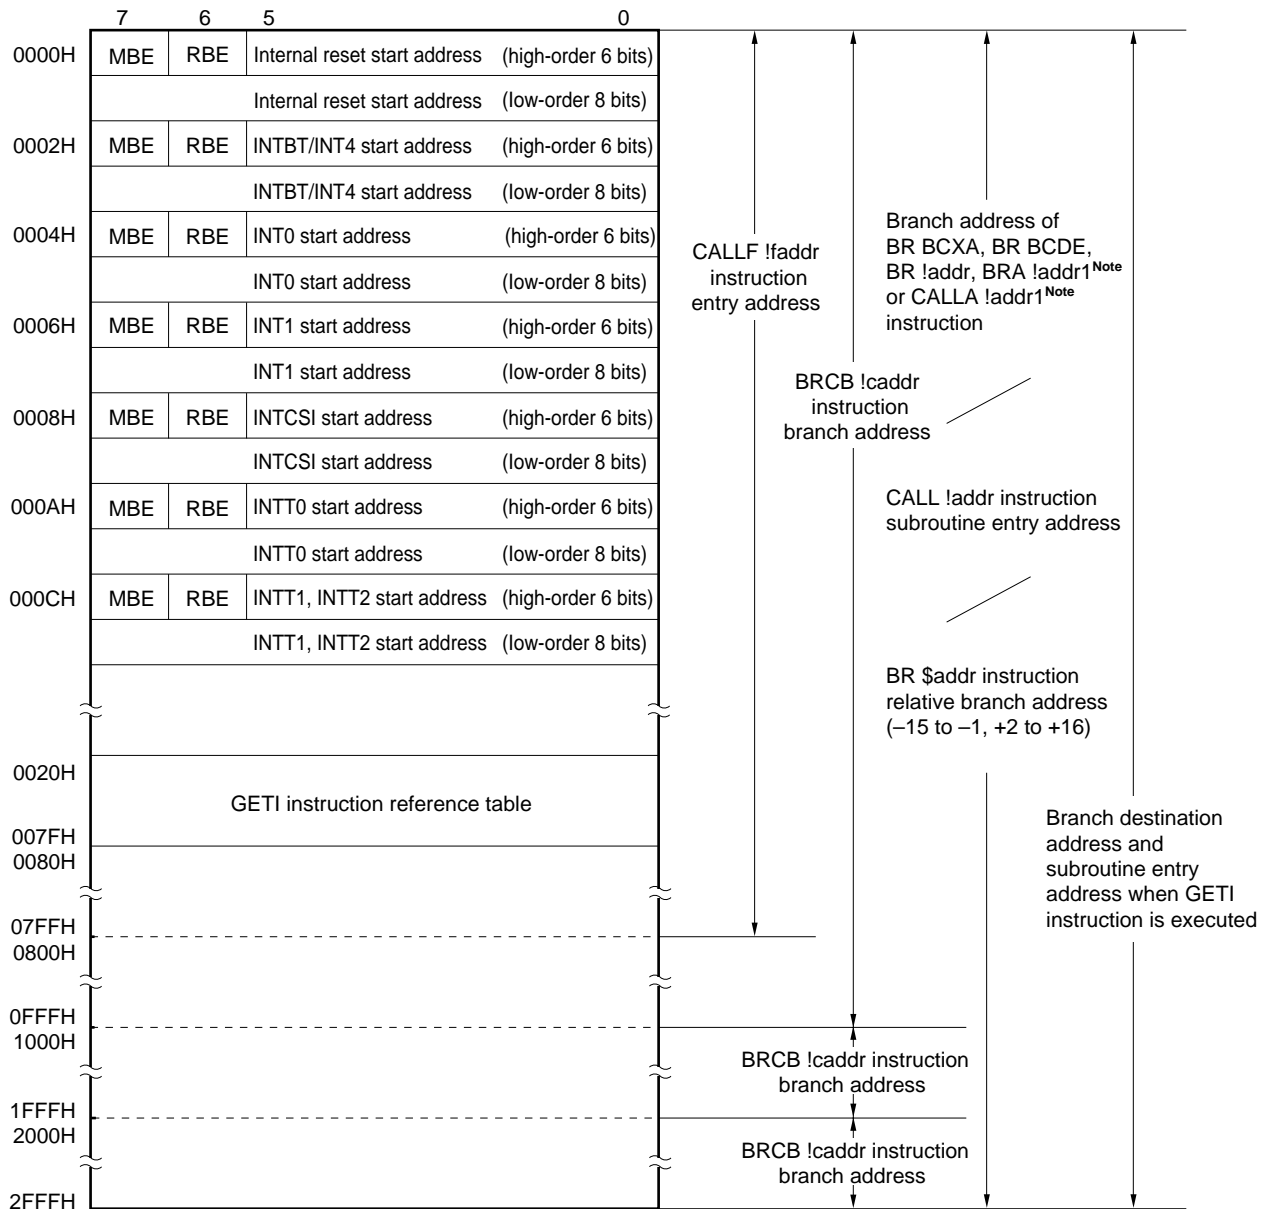 7 6 5 0
0000H MBE RBE Internal reset start address (high-order 6 bits)
Internal reset start address (low-order 8 bits)
0002H MBE RBE INTBT/INT4 start address (high-order 6 bits)
INTBT/INT4 start address (low-order 8 bits)
0004H MBE RBE INT0 start address (high-order 6 bits)
INT0 start address (low-order 8 bits)
0006H MBE RBE INT1 start address (high-order 6 bits)
INT1 start address (low-order 8 bits)
0008H MBE RBE INTCSI start address (high-order 6 bits)
INTCSI start address (low-order 8 bits)
000AH MBE RBE INTT0 start address (high-order 6 bits)
INTT0 start address (low-order 8 bits)
000CH MBE RBE INTT1, INTT2 start address (high-order 6 bits)
INTT1, INTT2 start address (low-order 8 bits)
0020H
GETI instruction reference table
007FH
0080H
07FFH
0800H
0FFFH
1000H
1FFFH
2000H
2FFFH
CALLF !faddr
instruction
entry address
BRCB !caddr
instruction
branch address
BRCB !caddr instruction
branch address
BRCB !caddr instruction
branch address
Branch address of
BR BCXA, BR BCDE,
BR !addr, BRA !addr1Note
or CALLA !addr1Note
instruction
CALL !addr instruction
subroutine entry address
BR $addr instruction
relative branch address
(–15 to –1, +2 to +16)
Branch destination
address and
subroutine entry
address when GETI
instruction is executed